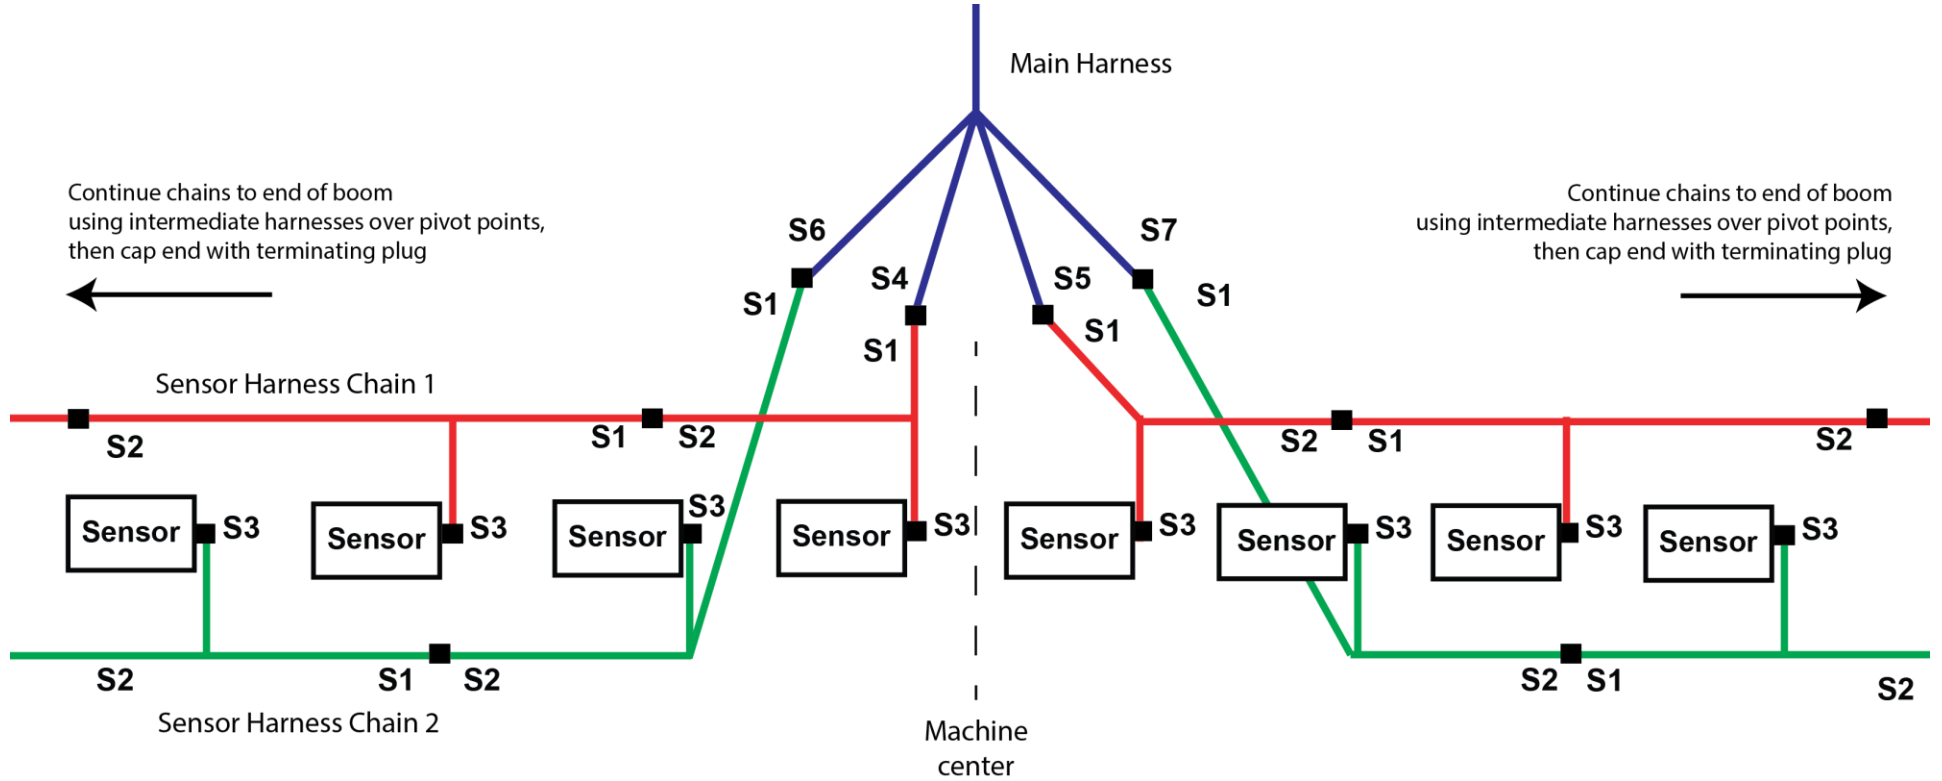 Main Harness
Continue chains to end of boom
using intermediate harnesses over pivot points,
then cap end with terminating plug
Continue chains to end of boom
using intermediate harnesses over pivot points,
then cap end with terminating plug
S6
S7
S4
S5
S1
S1
S1
S1
Sensor Harness Chain 1
S2
S1
S2
S2
S1
S2
Sensor
S3
Sensor
S3
Sensor
S3
Sensor
S3
Sensor
S3
Sensor
S3
Sensor
S3
Sensor
S3
S2
S1
S2
S2
S1
S2
Sensor Harness Chain 2
Machine
center